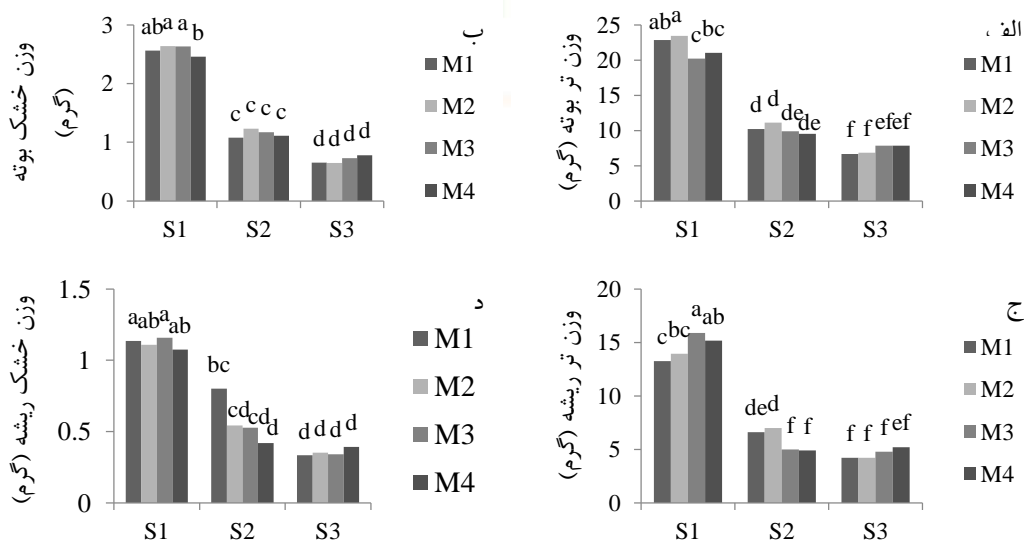 الف
وزن تر بوته (گرم)
25
20
15
10
5
0
ab a c bc
d d de de
f f ef ef
S1 S2 S3
M1
M2
M3
M4
ب
وزن خشک بوته
(گرم)
3
2
1
0
ab a a b
c c c c
d d d d
S1 S2 S3
M1
M2
M3
M4
ج
وزن تر ریشه (گرم)
20
15
10
5
0
c bc a ab
de d f f
f f f ef
S1 S2 S3
M1
M2
M3
M4
د
وزن خشک ریشه (گرم)
1.5
1
0.5
0
a ab a ab
bc cd cd d
d d d d
S1 S2 S3
M1
M2
M3
M4